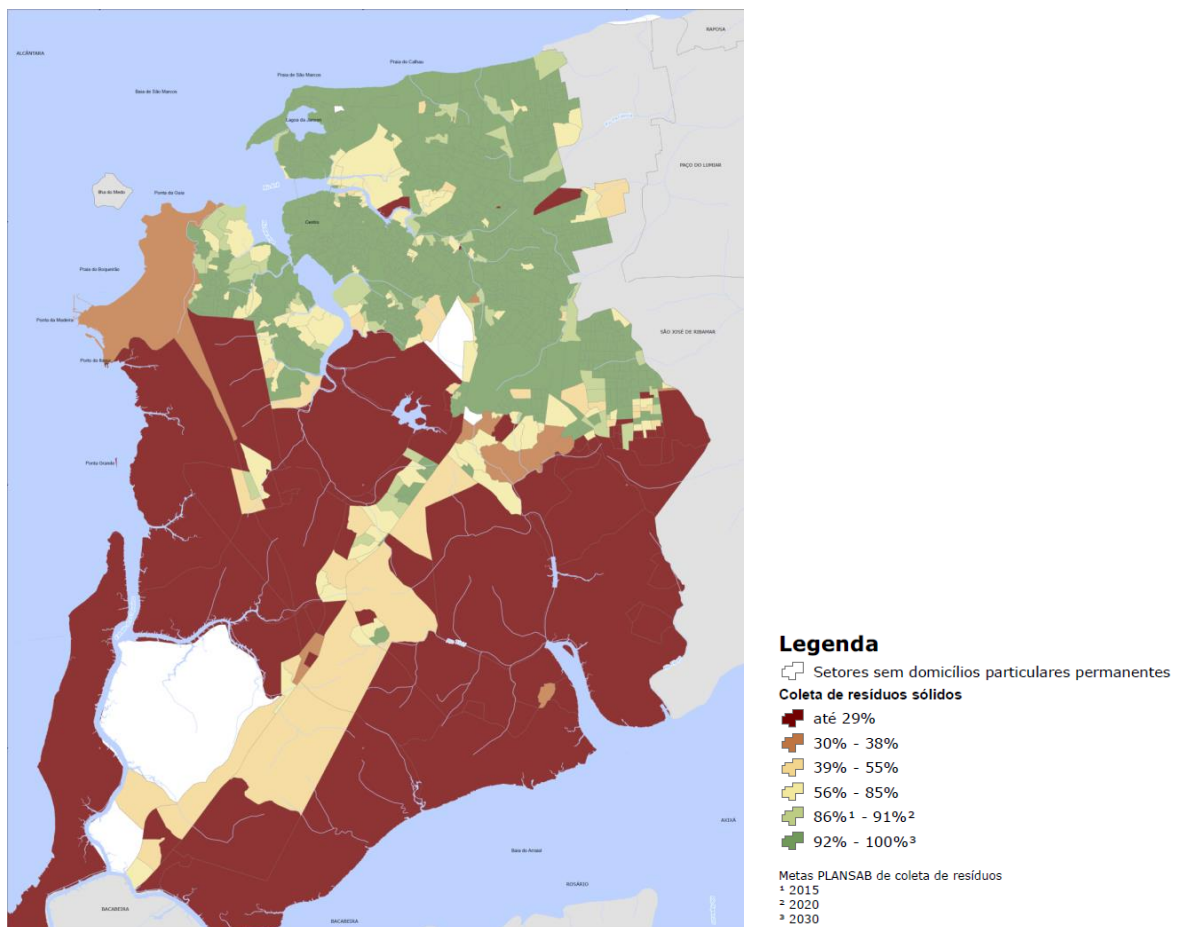 RAPOSA
ALCÂNTARA
Praia do Calhau
Praia de São Marcos
Baía de São Marcos
Lagoa da Jansen
PAÇO DO LUMIAR
Ilha do Medo
Ponta da Guia
Centro
Praia do Boqueirão
Ponta da Madeira
SÃO JOSÉ DE RIBAMAR
Porto do Itaqui
Ponta Grande
Legenda
Setores sem domicílios particulares permanentes
Coleta de resíduos sólidos
até 29%
30% - 38%
39% - 55%
56% - 85%
86%¹ - 91%²
92% - 100%³
AXIXÁ
Baía do Arraial
ROSÁRIO
Metas PLANSAB de coleta de resíduos
¹ 2015
² 2020
³ 2030
BACABEIRA
BACABEIRA